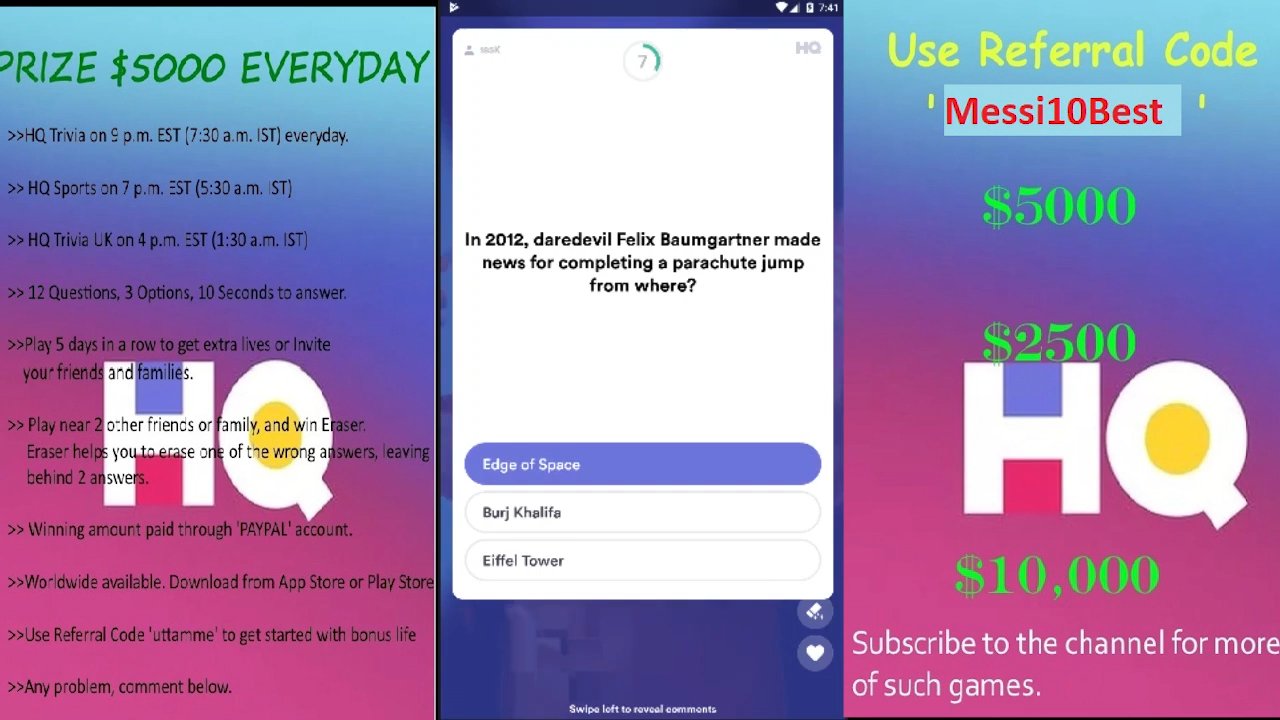 PRIZE $5000 EVERYDAY
>>HQ Trivia on 9 p.m. EST (7:30 a.m. IST) everyday.
>> HQ Sports on 7 p.m. EST (5:30 a.m. IST)
>> HQ Trivia UK on 4 p.m. EST (1:30 a.m. IST)
>> 12 Questions, 3 Options, 10 Seconds to answer.
>>Play 5 days in a row to get extra lives or Invite
your friends and families.
>> Play near 2 other friends or family, and win Eraser.
Eraser helps you to erase one of the wrong answers, leaving
behind 2 answers.
HQ
>> Winning amount paid through 'PAYPAL' account.
>>Worldwide available. Download from App Store or Play Store
>>Use Referral Code 'uttamme' to get started with bonus life
>>Any problem, comment below.
7:41
HQ
7
In 2012, daredevil Felix Baumgartner made
news for completing a parachute jump
from where?
Edge of Space
Burj Khalifa
Eiffel Tower
Swipe left to reveal comments
Use Referral Code
' Messi10Best '
$5000
$2500
HQ
$10,000
Subscribe to the channel for more
of such games.